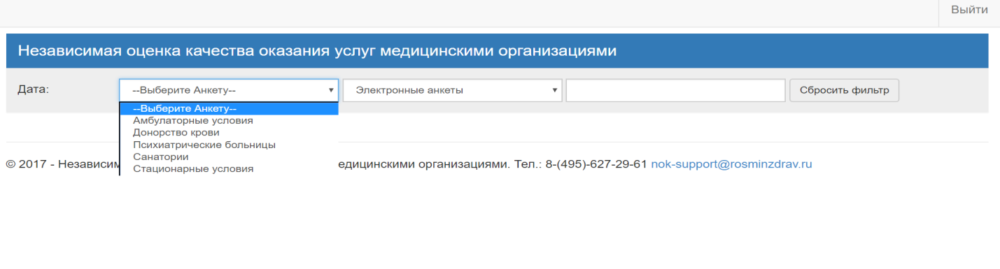 Выйти
Независимая оценка качества оказания услуг медицинскими организациями
Дата: --Выберите Анкету-- Электронные анкеты Сбросить фильтр
--Выберите Анкету--
Амбулаторные условия
Донорство крови
Психиатрические больницы
Санатории
Стационарные условия
© 2017 - Независим едицинскими организациями. Тел.: 8-(495)-627-29-61 nok-support@rosminzdrav.ru